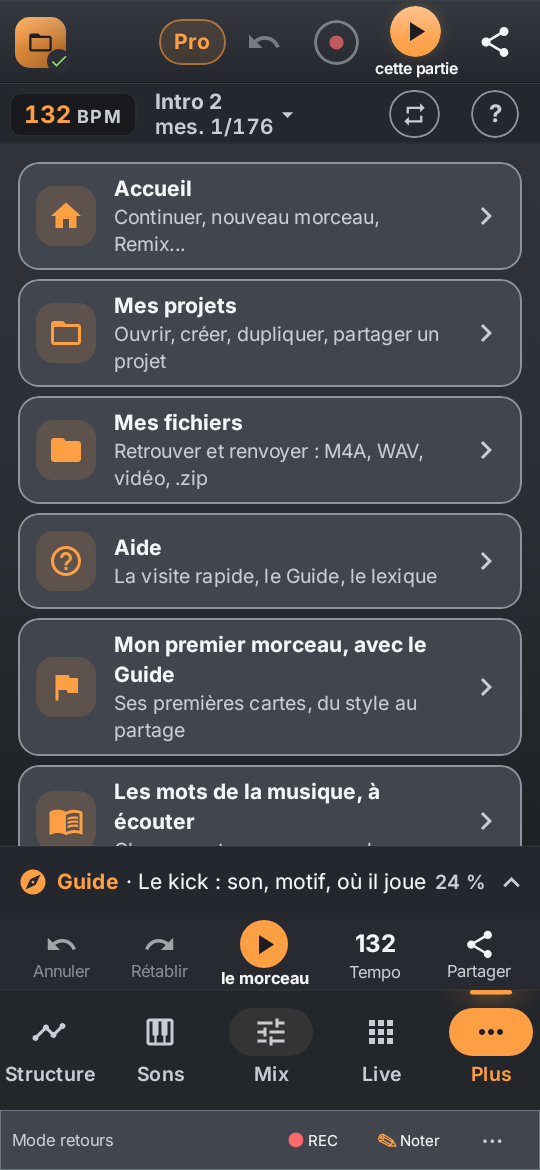 Pro
cette partie
132 BPM
Intro 2
mes. 1/176
?
Accueil
Continuer, nouveau morceau,
Remix...
Mes projets
Ouvrir, créer, dupliquer, partager un
projet
Mes fichiers
Retrouver et renvoyer : M4A, WAV,
vidéo, .zip
Aide
La visite rapide, le Guide, le lexique
Mon premier morceau, avec le
Guide
Ses premières cartes, du style au
partage
Les mots de la musique, à
écouter
Guide · Le kick : son, motif, où il joue 24 %
Annuler
Rétablir
le morceau
132
Tempo
Partager
Structure
Sons
Mix
Live
Plus
Mode retours
REC
Noter